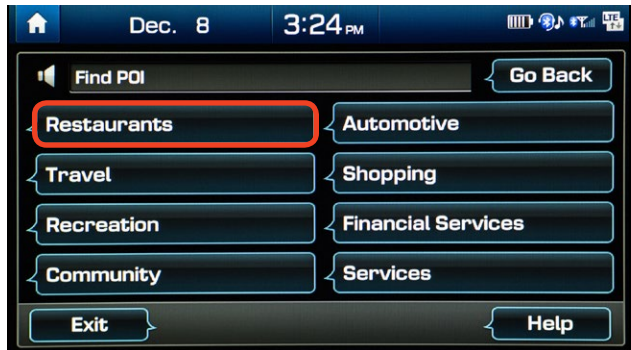 Dec. 8 3:24 PM LTE
Find POI Go Back
Restaurants Automotive
Travel Shopping
Recreation Financial Services
Community Services
Exit Help